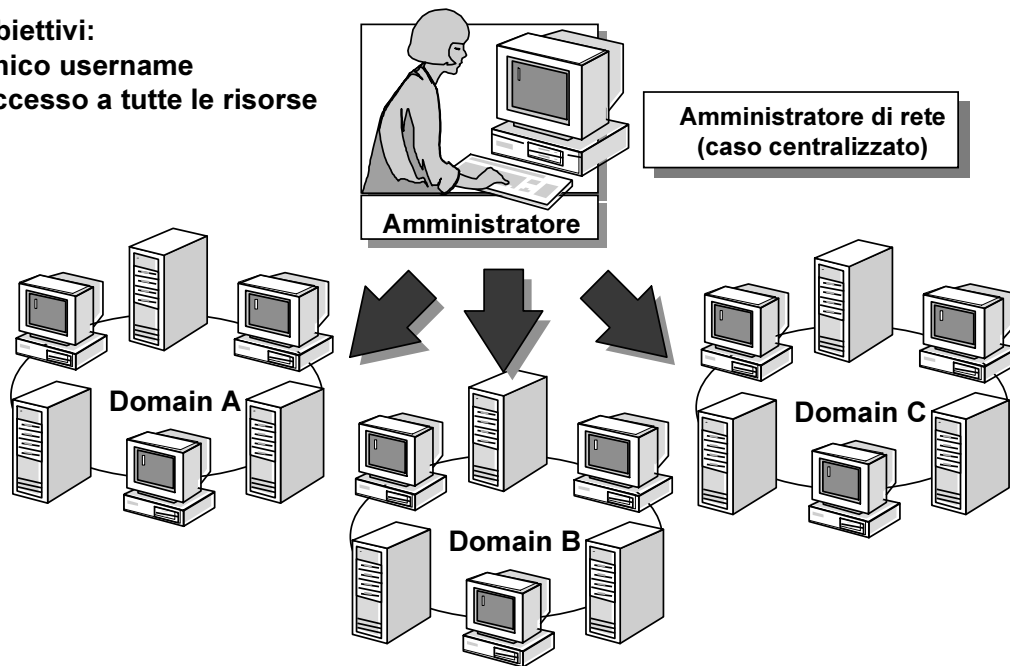 biettivi:
nico username
ccesso a tutte le risorse
Amministratore di rete
(caso centralizzato)
Amministratore
Domain A
Domain B
Domain C